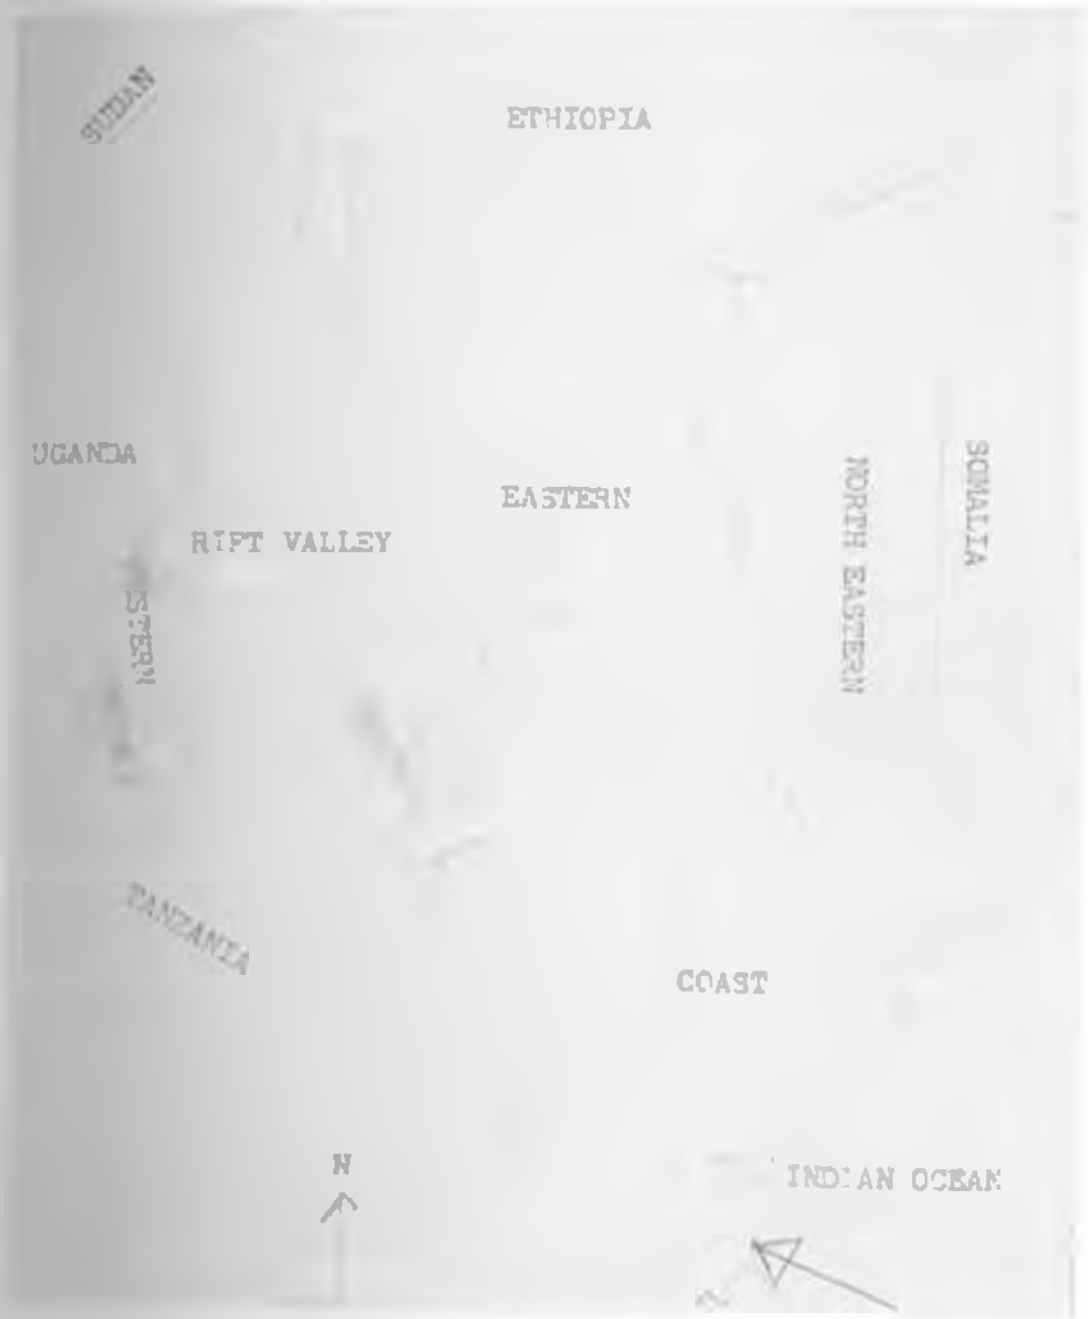 SUDAN
ETHIOPIA
UGANDA
EASTERN
NORTH EASTERN
SOMALIA
RIFT VALLEY
TANZANIA
COAST
N
INDIAN OCEAN